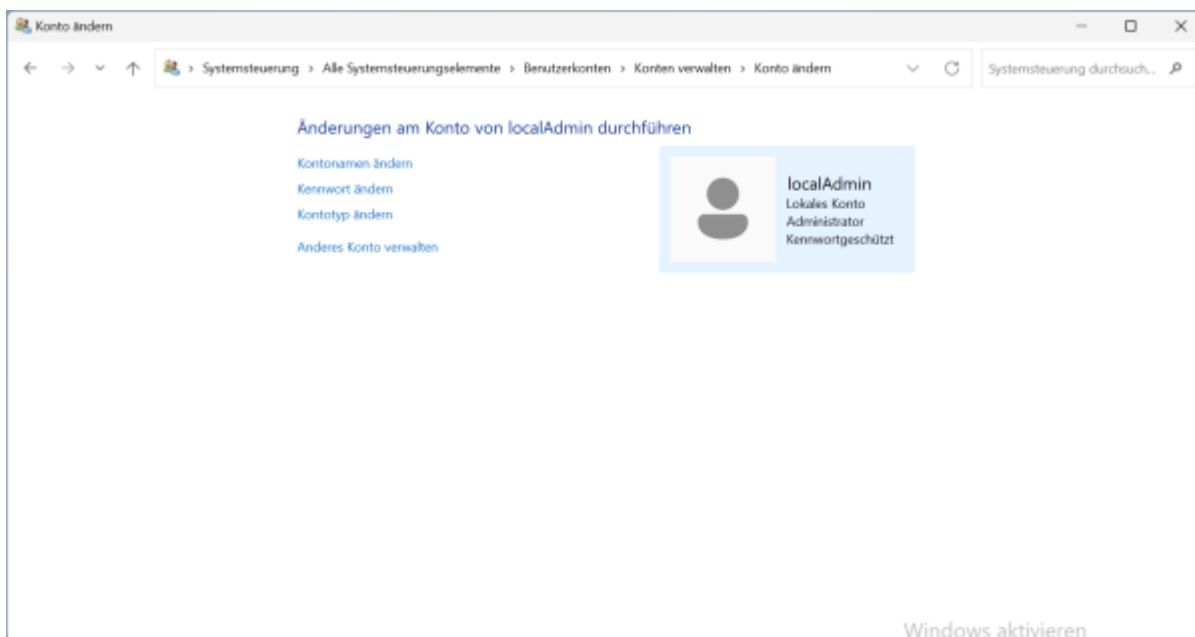 Konto ändern
Systemsteuerung > Alle Systemsteuerungselemente > Benutzerkonten > Konten verwalten > Konto ändern
Systemsteuerung durchsuch...
Änderungen am Konto von localAdmin durchführen
Kontonamen ändern
Kennwort ändern
Kontotyp ändern
Anderes Konto verwalten
localAdmin
Lokales Konto
Administrator
Kennwortgeschützt
Windows aktivieren